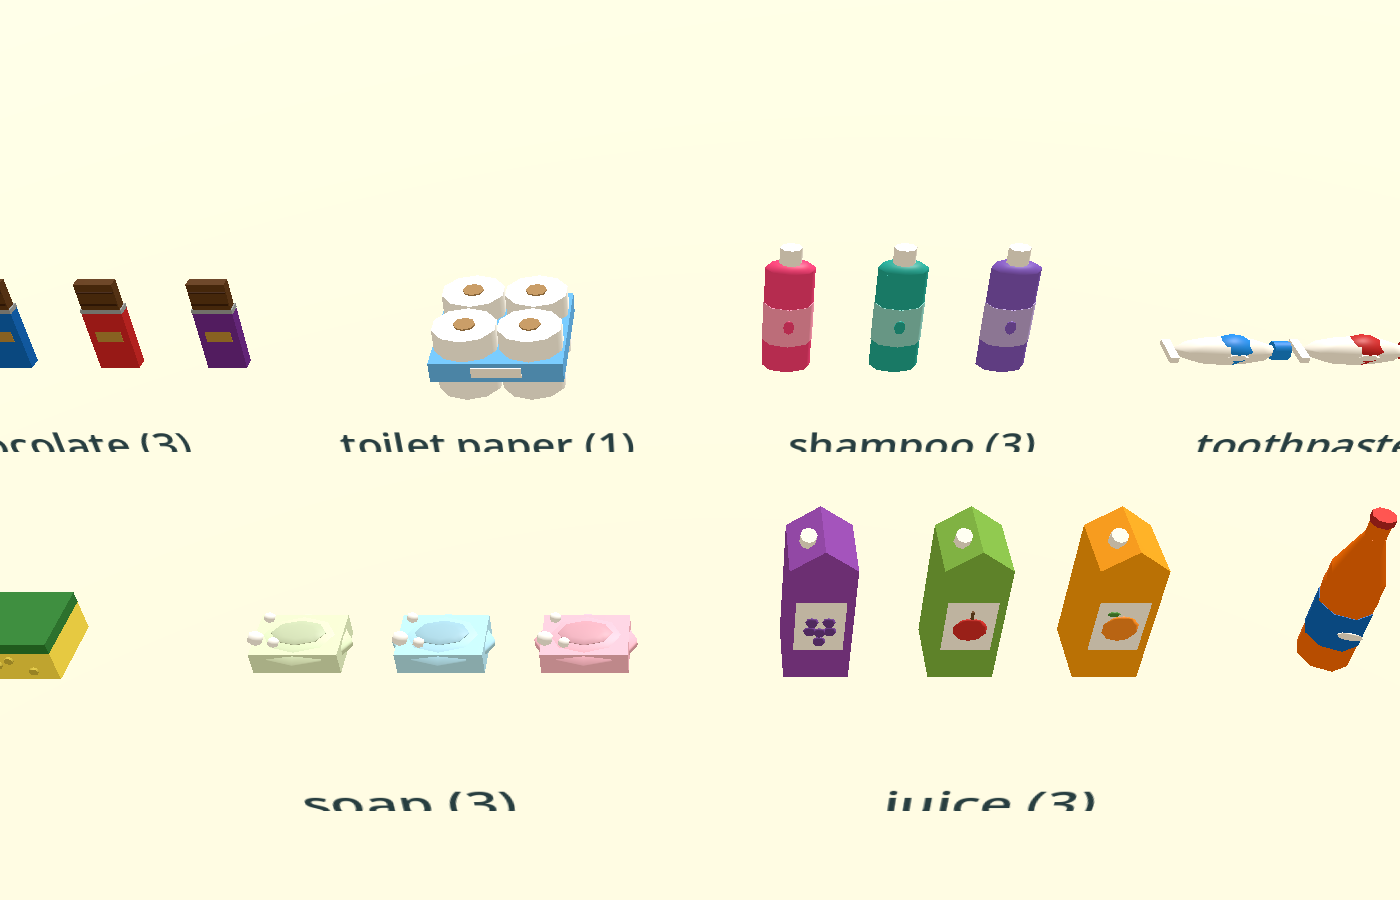 toilet paper (1)
shampoo (3)
soap (3)
juice (3)